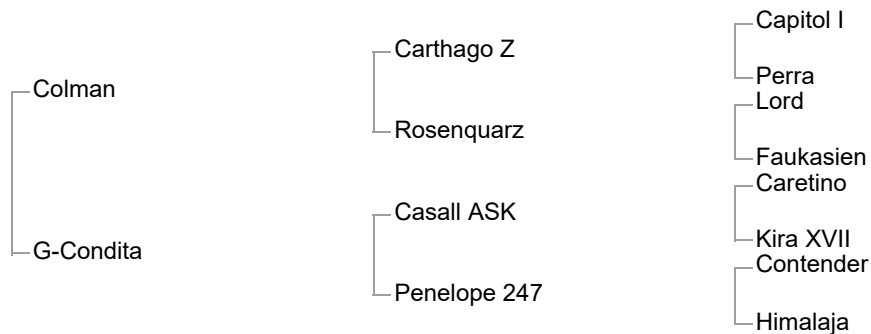 Capitol I
Carthago Z
Perra
Colman
Lord
Rosenquarz
Faukasien
Caretino
Casall ASK
Kira XVII
G-Condita
Contender
Penelope 247
Himalaja